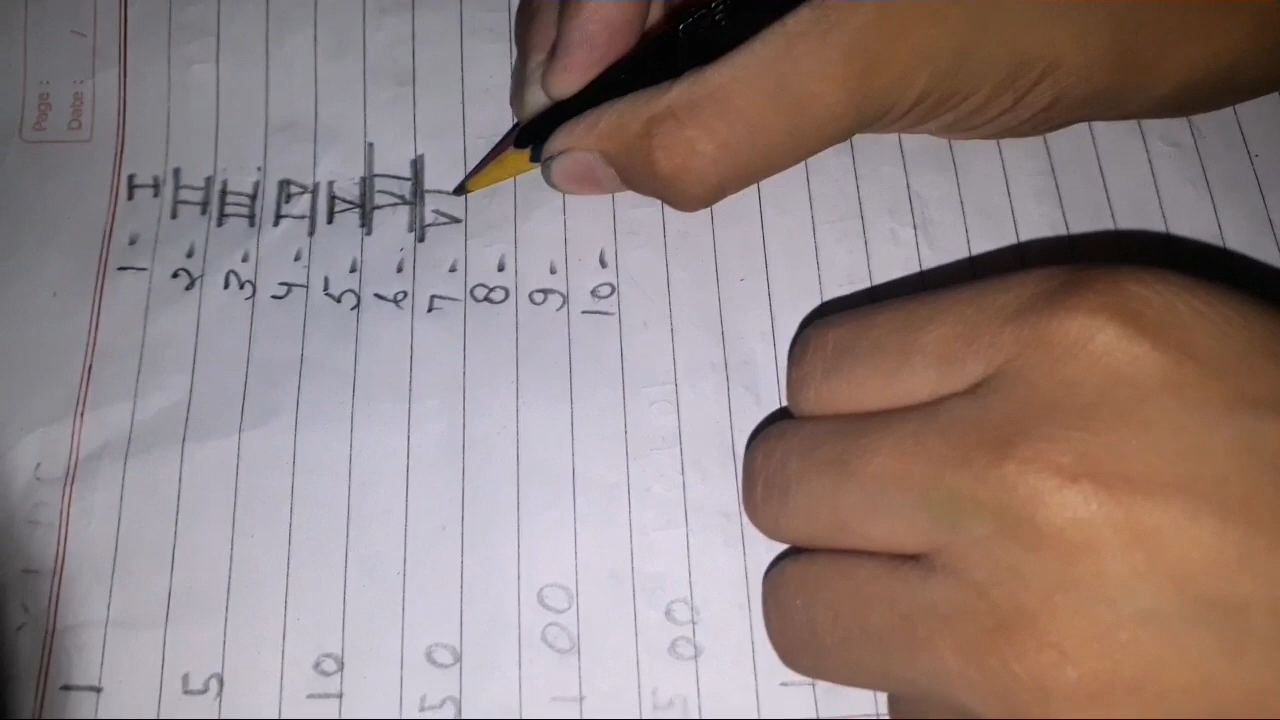 Page :
Date : /
1
5
10
50
100
500
1- I
2- II
3- III
4- IV
5- V
6- VI
7- VI
8-
9-
10-